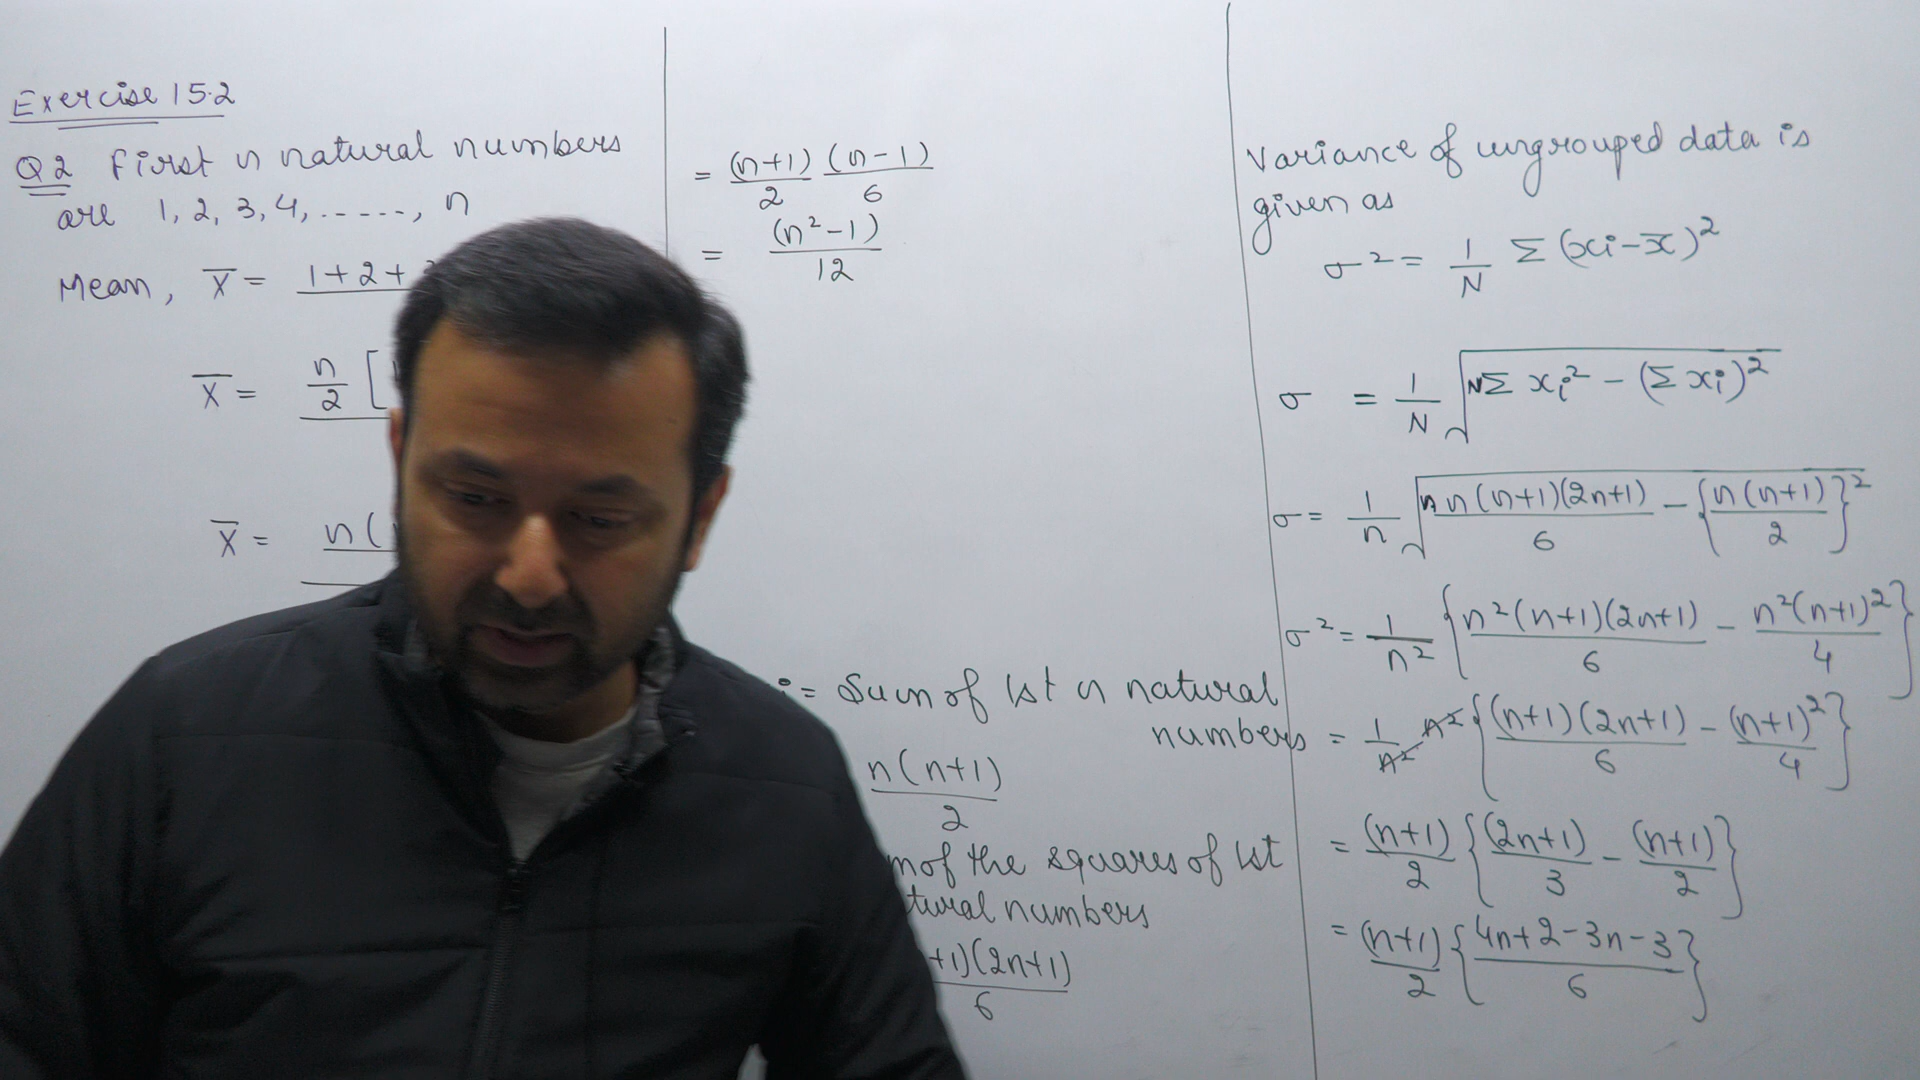 Exercise 15.2
Q2 First n natural numbers
are 1, 2, 3, 4, ....., n
Mean, x̅ = 1+2+
x̅ = n/2 [
x̅ = n(
= (n+1)/2 (n-1)/6
= (n²-1)/12
i = Sum of 1st n natural
numbers
n(n+1)/2
of the squares of 1st
tural numbers
+1)(2n+1)/6
Variance of ungrouped data is
given as
σ² = 1/N Σ (xi-x̅)²
σ = 1/N √(NΣ xi² - (Σ xi)²)
σ = 1/n √(n n(n+1)(2n+1)/6 - {n(n+1)/2}²)
σ² = 1/n² {n²(n+1)(2n+1)/6 - n²(n+1)²/4}
= 1/n² n² {(n+1)(2n+1)/6 - (n+1)²/4}
= (n+1)/2 {(2n+1)/3 - (n+1)/2}
= (n+1)/2 {4n+2-3n-3/6}